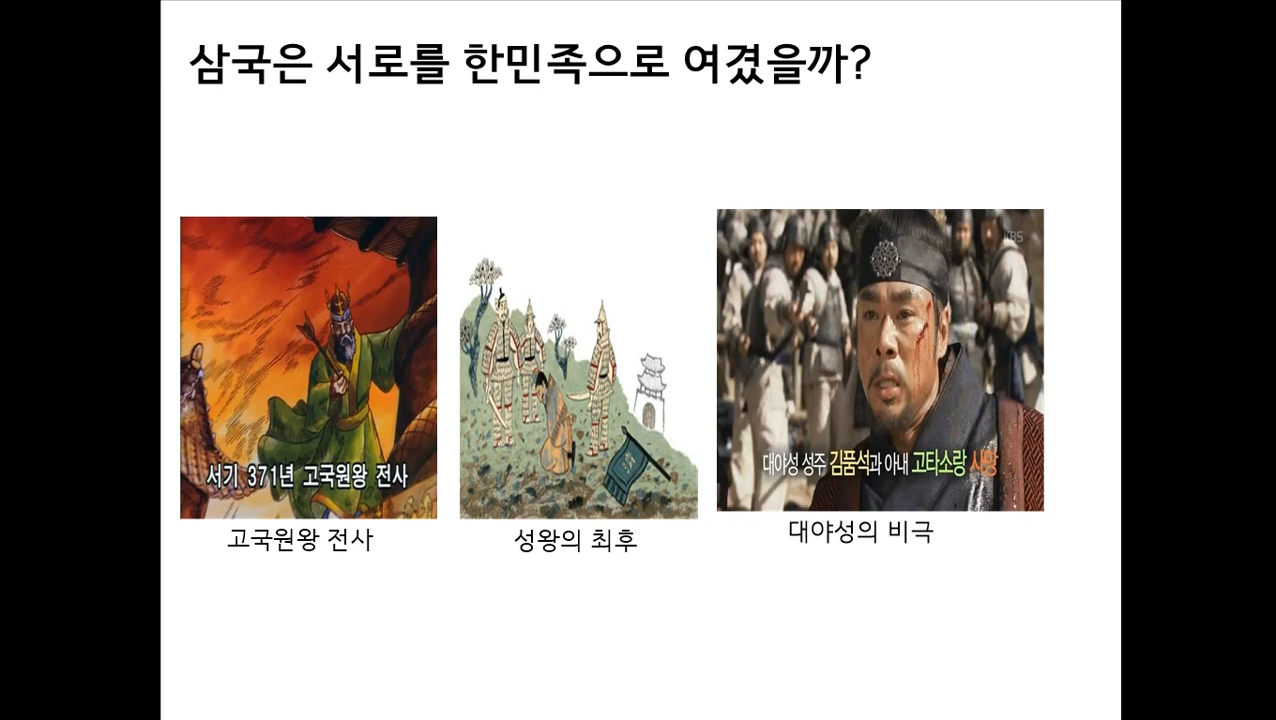 삼국은 서로를 한민족으로 여겼을까?
서기 371년 고국원왕 전사
고국원왕 전사
성왕의 최후
KBS
대야성 성주 김품석과 아내 고타소랑 사망
대야성의 비극